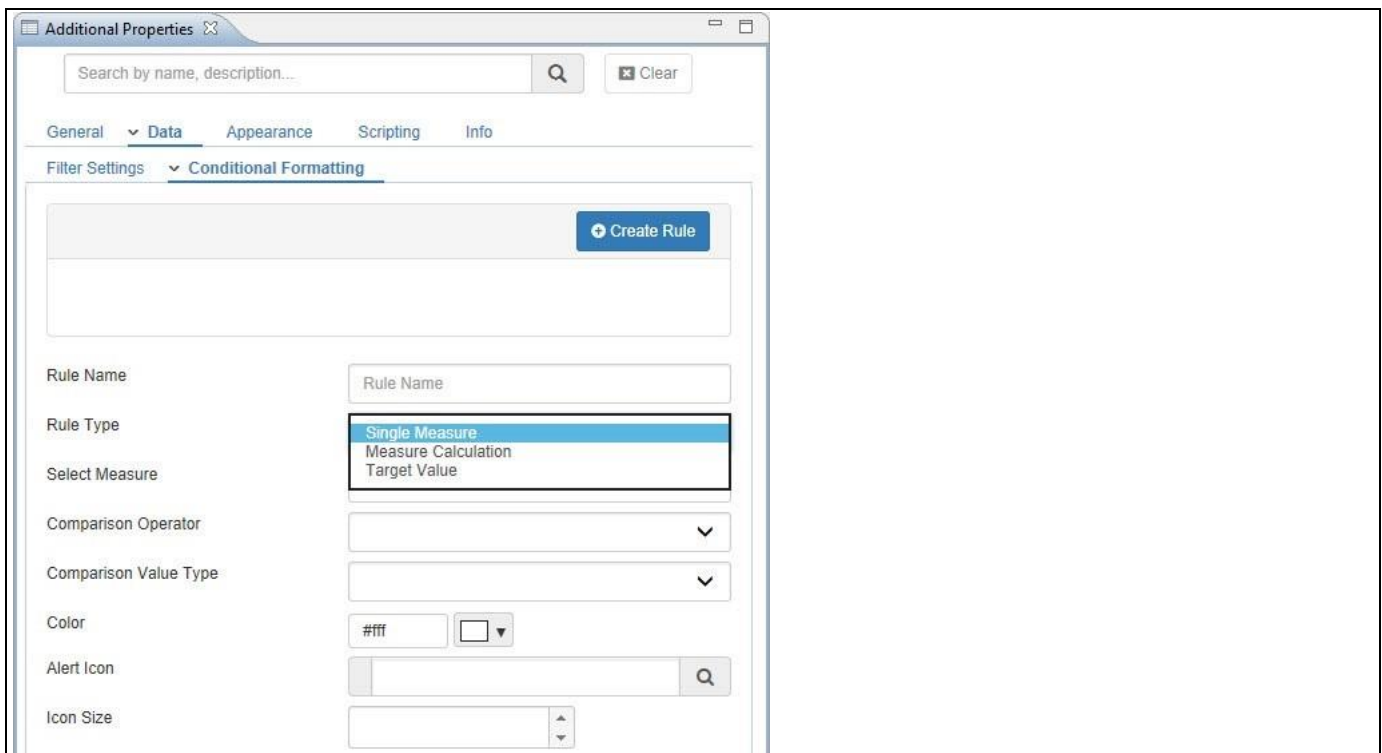 Additional Properties
Search by name, description...
Clear
General Data Appearance Scripting Info
Filter Settings Conditional Formatting
Create Rule
Rule Name Rule Name
Rule Type Single Measure
Measure Calculation
Target Value
Select Measure
Comparison Operator
Comparison Value Type
Color #fff
Alert Icon
Icon Size